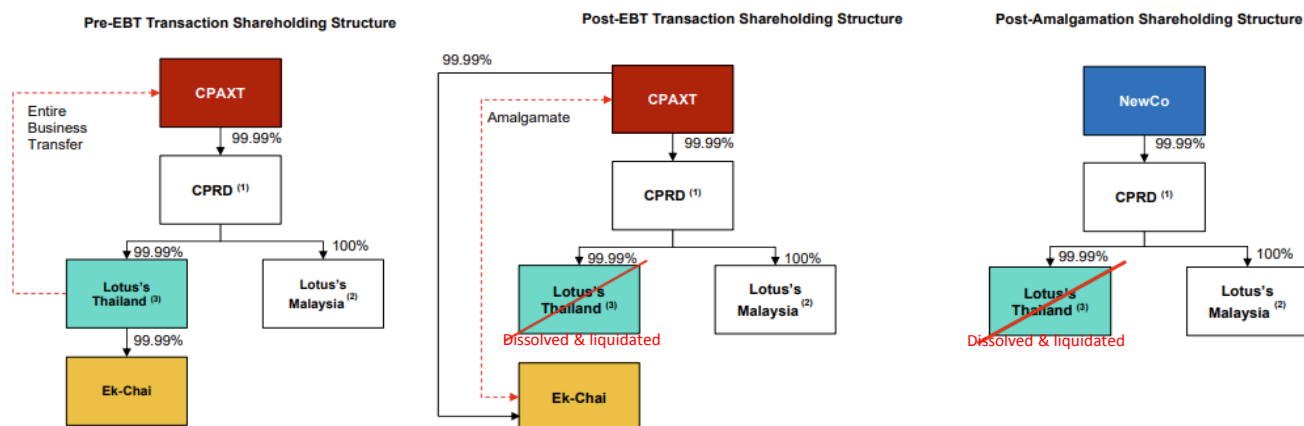 Pre-EBT Transaction Shareholding Structure
CPAXT
Entire
Business
Transfer
99.99%
CPRD (1)
99.99%
100%
Lotus's
Thailand (3)
Lotus's
Malaysia (2)
99.99%
Ek-Chai
Post-EBT Transaction Shareholding Structure
99.99%
CPAXT
Amalgamate
99.99%
CPRD (1)
99.99%
100%
Lotus's
Thailand (3)
Lotus's
Malaysia (2)
Dissolved & liquidated
Ek-Chai
Post-Amalgamation Shareholding Structure
NewCo
99.99%
CPRD (1)
99.99%
100%
Lotus's
Thailand (3)
Lotus's
Malaysia (2)
Dissolved & liquidated